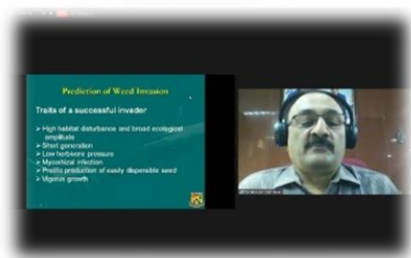 Prediction of Weed Invasion
Traits of a successful invader
➤ High habitat disturbance and broad ecological
amplitude
➤ Short generation
➤ Low herbivore pressure
➤ Mycorrhizal infection
➤ Prolific production of easily dispersible seed
➤ Vigorus growth